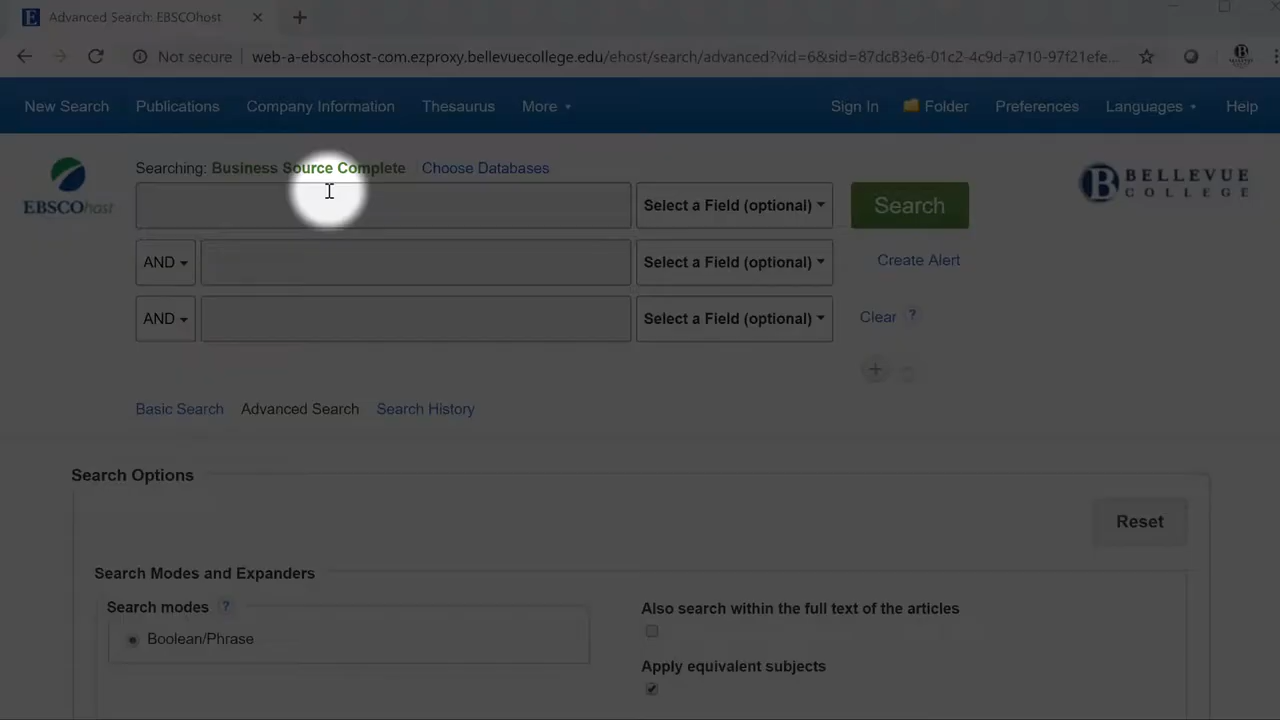 Advanced Search: EBSCOhost
Not secure web-a-ebscohost-com.ezproxy.bellevuecollege.edu/ehost/search/advanced?vid=6&sid=87dc83e6-01c2-4c9d-a710-97f21efe...
New Search Publications Company Information Thesaurus More Sign In Folder Preferences Languages Help
Searching: Business Source Complete Choose Databases
EBSCOhost
BELLEVUE
COLLEGE
Select a Field (optional) Search
AND Select a Field (optional) Create Alert
AND Select a Field (optional) Clear ?
+
Basic Search Advanced Search Search History
Search Options
Reset
Search Modes and Expanders
Search modes ?
Boolean/Phrase
Also search within the full text of the articles
Apply equivalent subjects